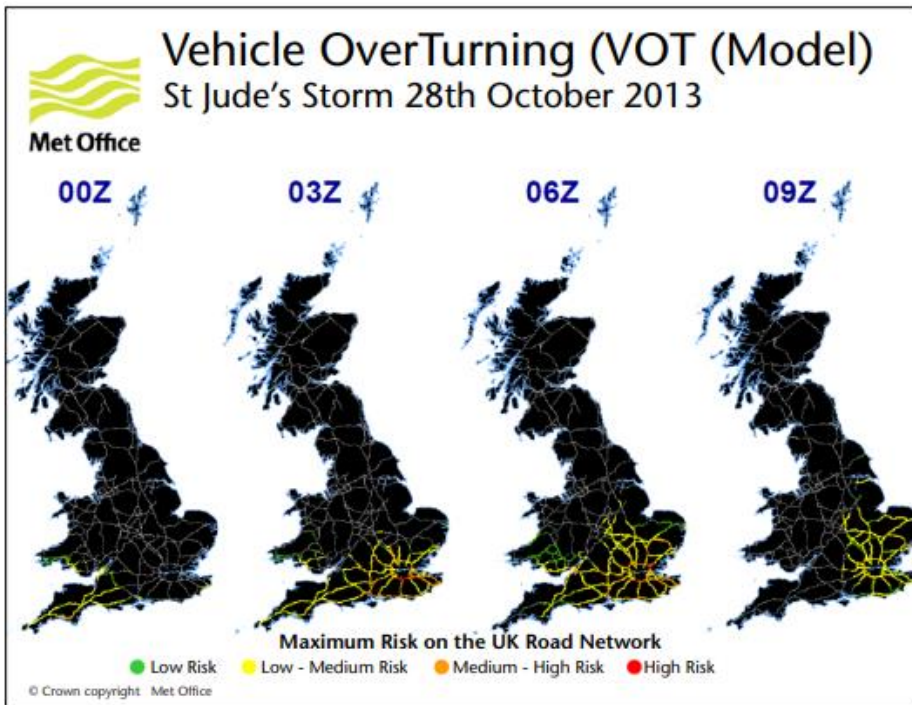 Vehicle OverTurning (VOT (Model)
St Jude's Storm 28th October 2013
Met Office
00Z
03Z
06Z
09Z
Maximum Risk on the UK Road Network
Low Risk
Low - Medium Risk
Medium - High Risk
High Risk
© Crown copyright Met Office